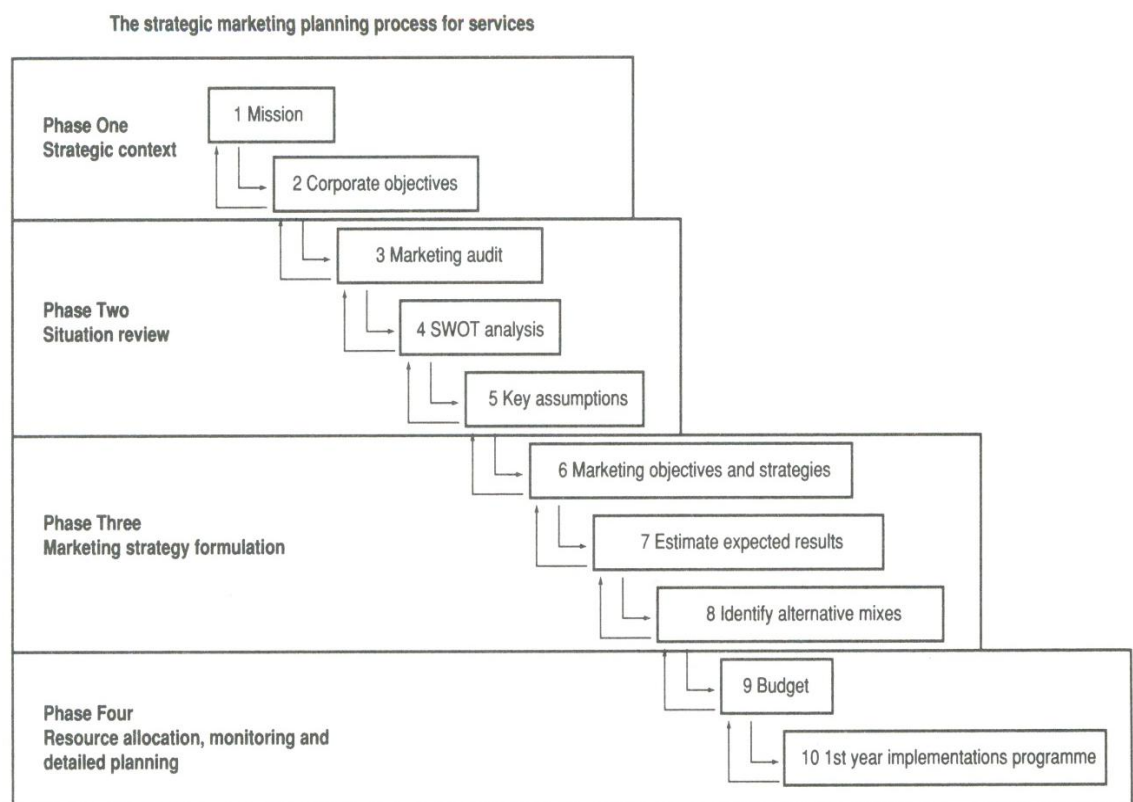 The strategic marketing planning process for services
Phase One
Strategic context
1 Mission
2 Corporate objectives
Phase Two
Situation review
3 Marketing audit
4 SWOT analysis
5 Key assumptions
Phase Three
Marketing strategy formulation
6 Marketing objectives and strategies
7 Estimate expected results
8 Identify alternative mixes
Phase Four
Resource allocation, monitoring and
detailed planning
9 Budget
10 1st year implementations programme